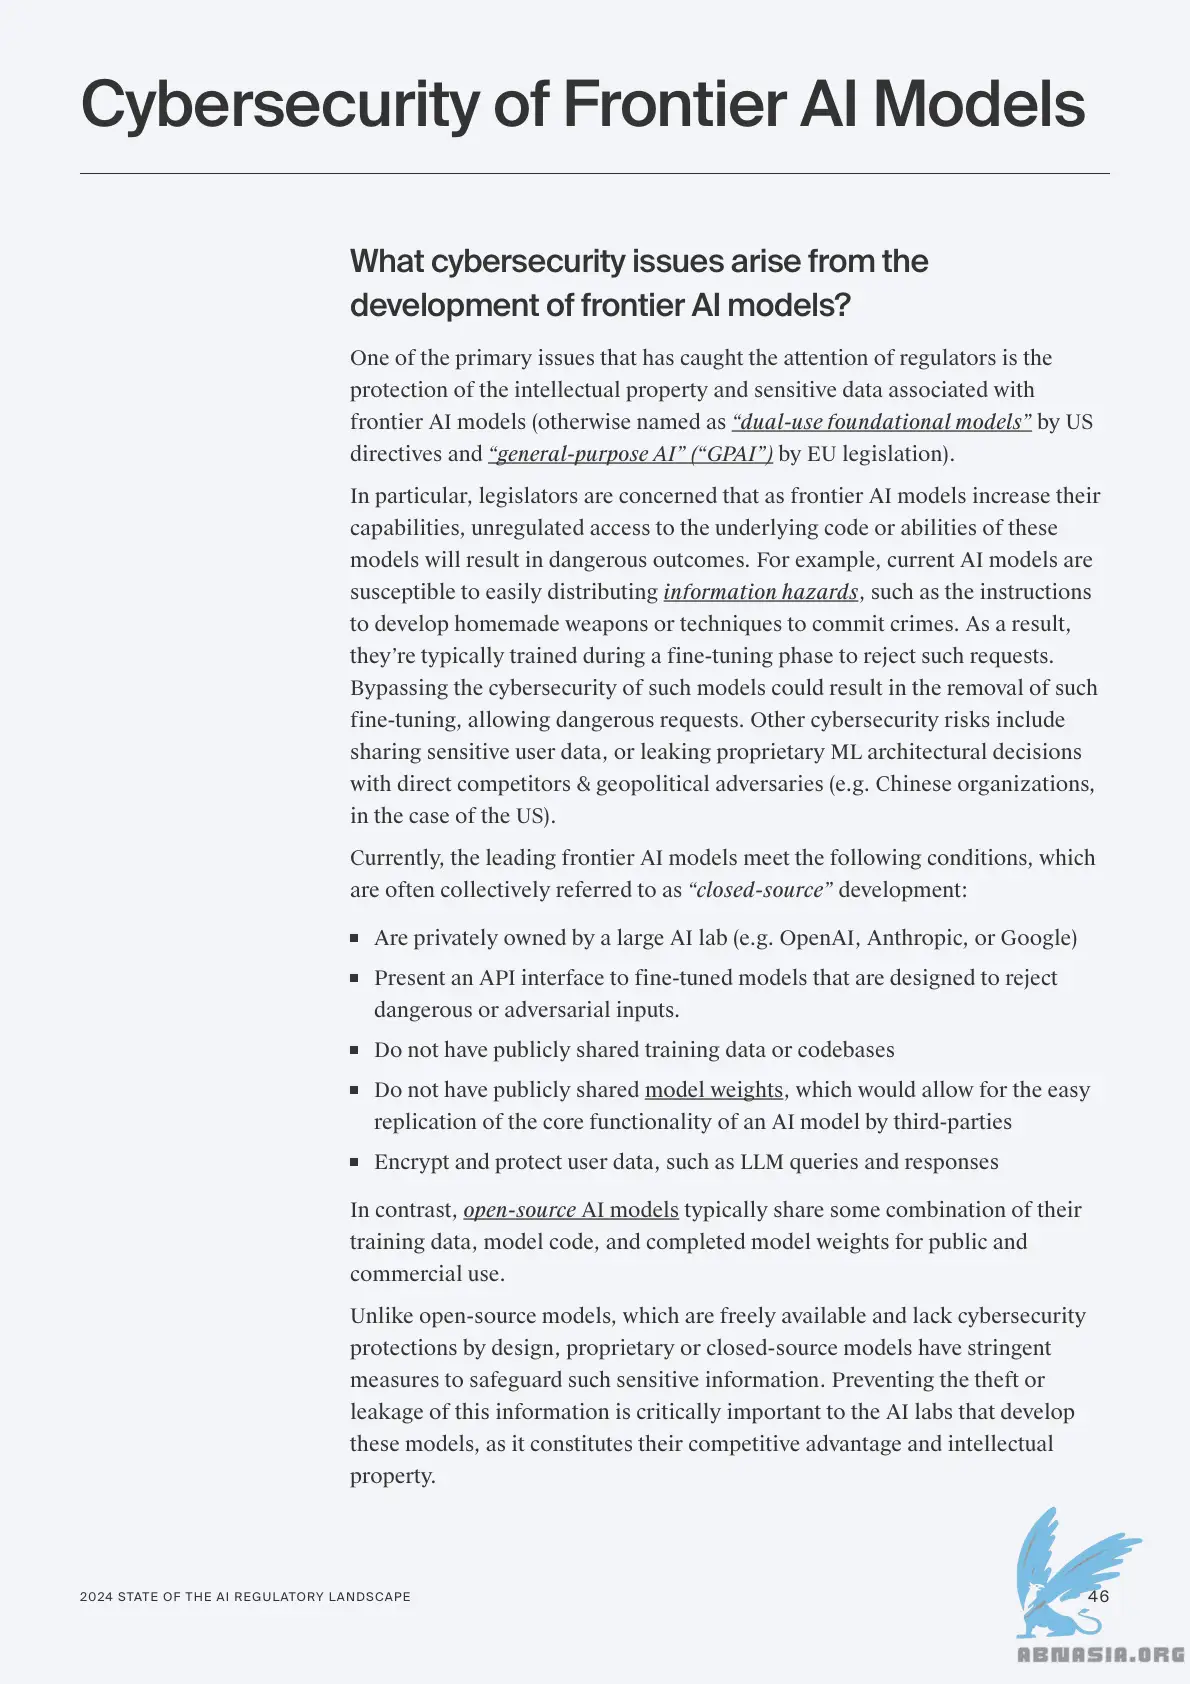 Cybersecurity of Frontier AI Models
What cybersecurity issues arise from the
development of frontier AI models?
One of the primary issues that has caught the attention of regulators is the
protection of the intellectual property and sensitive data associated with
frontier AI models (otherwise named as “dual-use foundational models” by US
directives and “general-purpose AI” (“GPAI”) by EU legislation).
In particular, legislators are concerned that as frontier AI models increase their
capabilities, unregulated access to the underlying code or abilities of these
models will result in dangerous outcomes. For example, current AI models are
susceptible to easily distributing information hazards, such as the instructions
to develop homemade weapons or techniques to commit crimes. As a result,
they’re typically trained during a fine-tuning phase to reject such requests.
Bypassing the cybersecurity of such models could result in the removal of such
fine-tuning, allowing dangerous requests. Other cybersecurity risks include
sharing sensitive user data, or leaking proprietary ML architectural decisions
with direct competitors & geopolitical adversaries (e.g. Chinese organizations,
in the case of the US).
Currently, the leading frontier AI models meet the following conditions, which
are often collectively referred to as “closed-source” development:
■ Are privately owned by a large AI lab (e.g. OpenAI, Anthropic, or Google)
■ Present an API interface to fine-tuned models that are designed to reject
dangerous or adversarial inputs.
■ Do not have publicly shared training data or codebases
■ Do not have publicly shared model weights, which would allow for the easy
replication of the core functionality of an AI model by third-parties
■ Encrypt and protect user data, such as LLM queries and responses
In contrast, open-source AI models typically share some combination of their
training data, model code, and completed model weights for public and
commercial use.
Unlike open-source models, which are freely available and lack cybersecurity
protections by design, proprietary or closed-source models have stringent
measures to safeguard such sensitive information. Preventing the theft or
leakage of this information is critically important to the AI labs that develop
these models, as it constitutes their competitive advantage and intellectual
property.
2024 STATE OF THE AI REGULATORY LANDSCAPE
46
ABNASIA.ORG